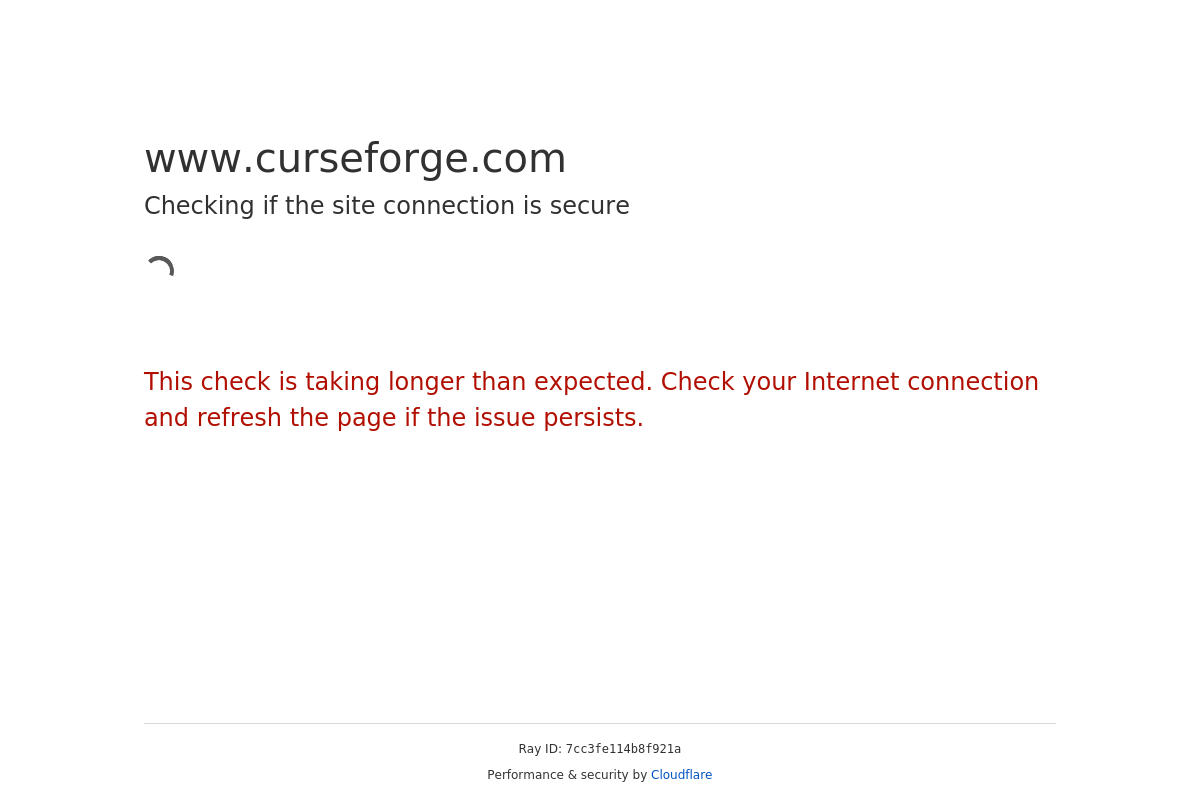 www.curseforge.com
Checking if the site connection is secure
This check is taking longer than expected. Check your Internet connection
and refresh the page if the issue persists.
Ray ID: 7cc3fe114b8f921a
Performance & security by Cloudflare